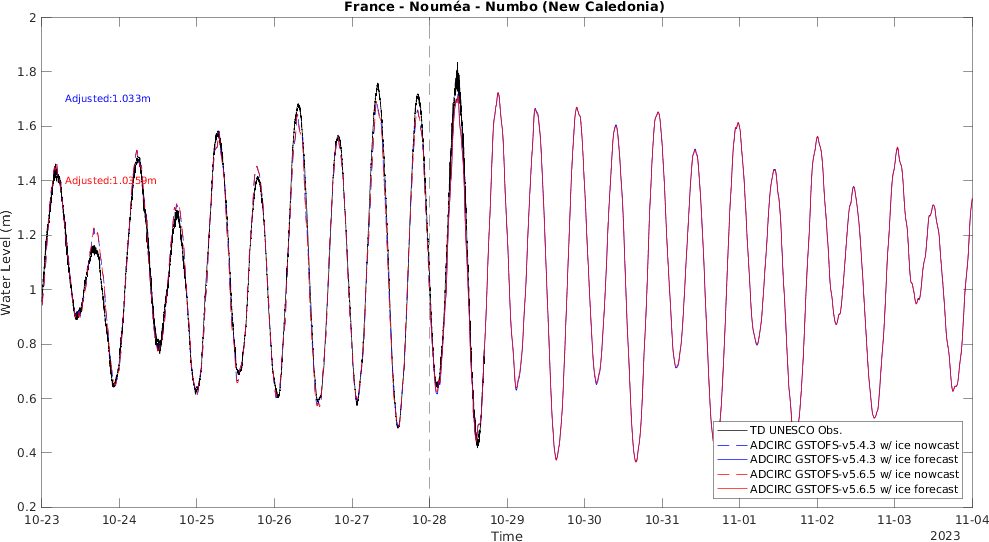 France - Nouméa - Numbo (New Caledonia)
2
1.8
1.6
1.4
1.2
1
0.8
0.6
0.4
0.2
Water Level (m)
Adjusted:1.033m
Adjusted:1.0359m
TD UNESCO Obs.
ADCIRC GSTOFS-v5.4.3 w/ ice nowcast
ADCIRC GSTOFS-v5.4.3 w/ ice forecast
ADCIRC GSTOFS-v5.6.5 w/ ice nowcast
ADCIRC GSTOFS-v5.6.5 w/ ice forecast
10-23 10-24 10-25 10-26 10-27 10-28 10-29 10-30 10-31 11-01 11-02 11-03 11-04
Time
2023